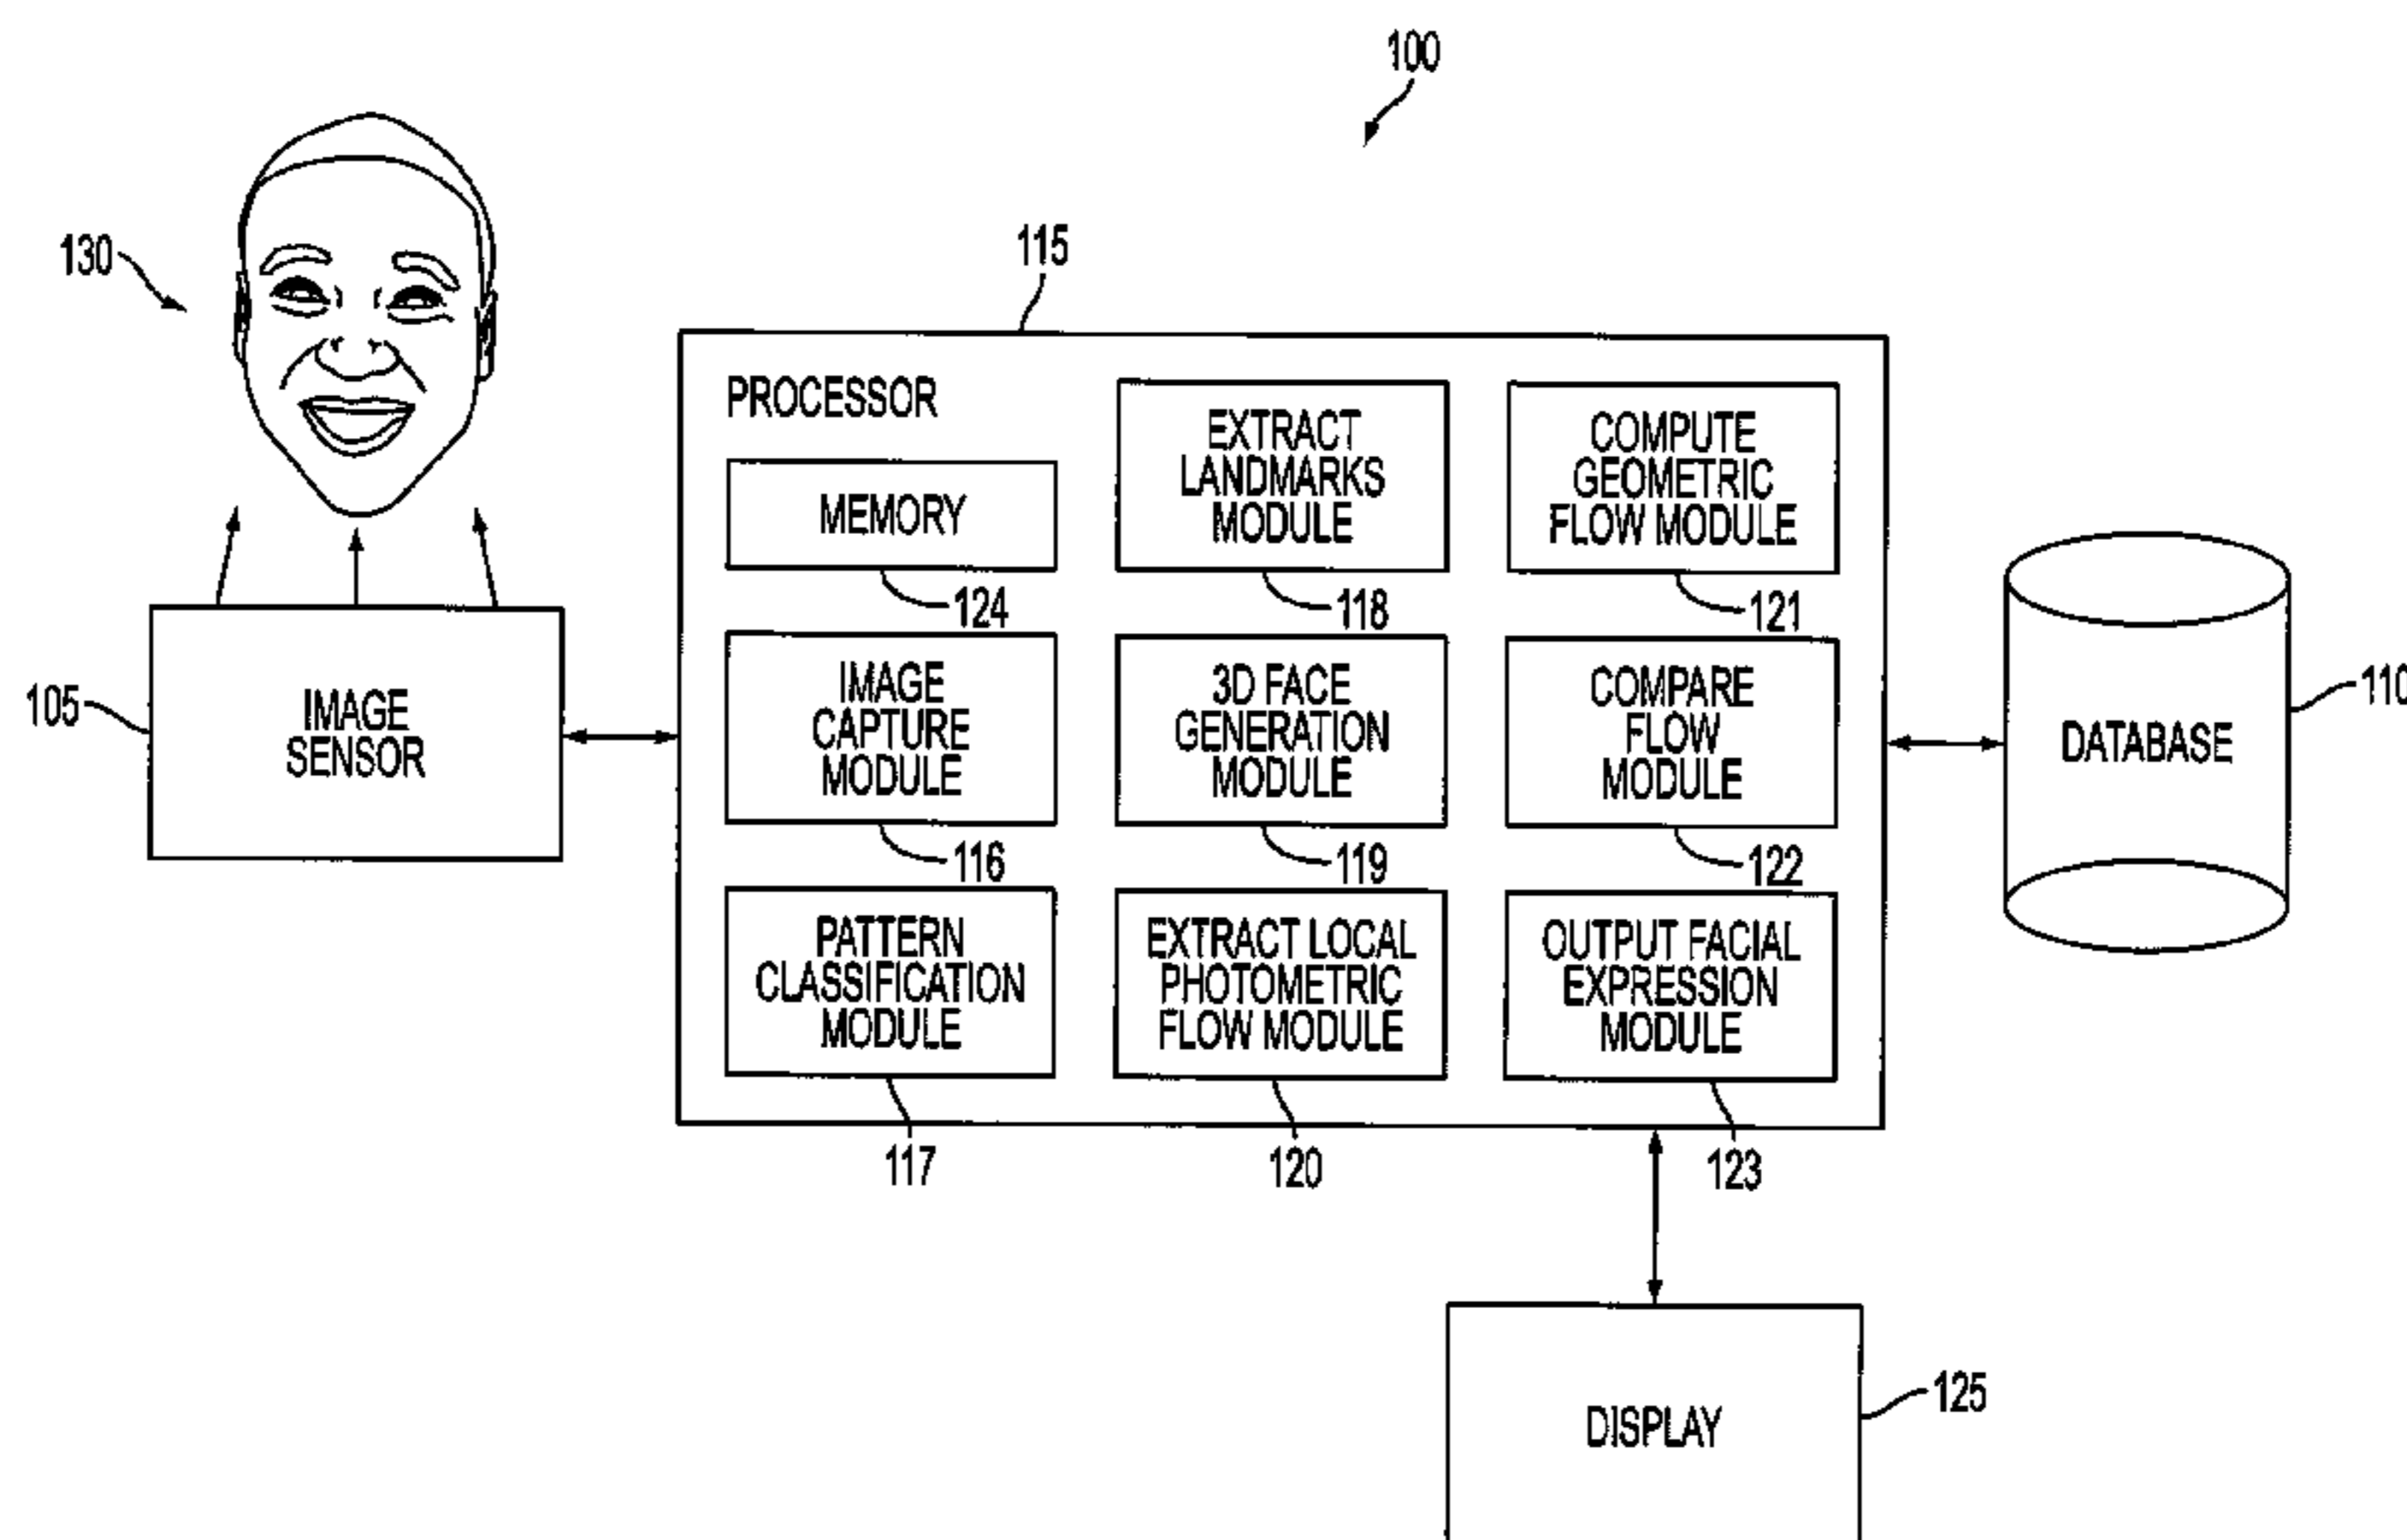 100
130
115
PROCESSOR
MEMORY
124
EXTRACT
LANDMARKS
MODULE
118
COMPUTE
GEOMETRIC
FLOW MODULE
121
105
IMAGE
SENSOR
IMAGE
CAPTURE
MODULE
116
3D FACE
GENERATION
MODULE
119
COMPARE
FLOW
MODULE
122
DATABASE
110
PATTERN
CLASSIFICATION
MODULE
117
EXTRACT LOCAL
PHOTOMETRIC
FLOW MODULE
120
OUTPUT FACIAL
EXPRESSION
MODULE
123
DISPLAY
125